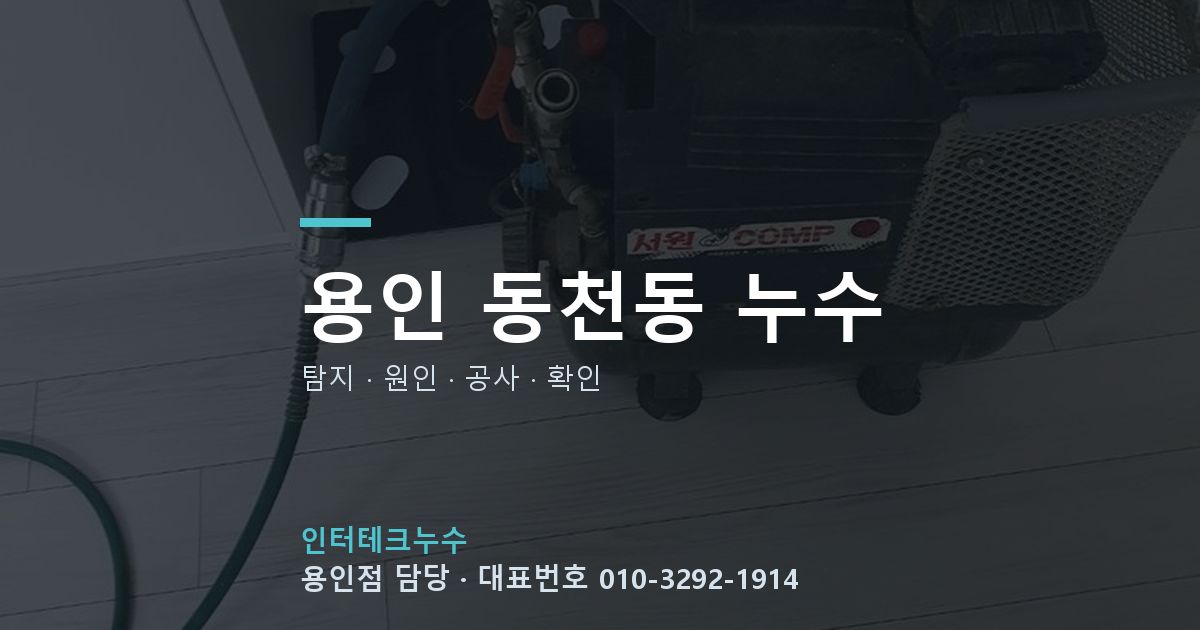 서원 COMP
용인 동천동 누수
탐지 · 원인 · 공사 · 확인
인터테크누수
용인점 담당 · 대표번호 010-3292-1914